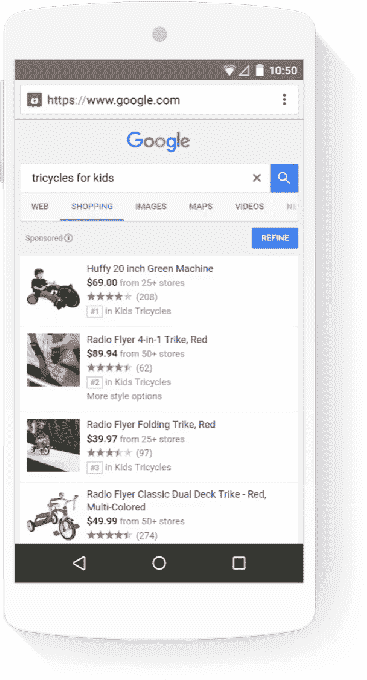 10:50
https://www.google.com
Google
tricycles for kids
WEB SHOPPING IMAGES MAPS VIDEOS
Sponsored
REFINE
Huffy 20 inch Green Machine
$69.00 from 25+ stores
(208)
#1 in Kids Tricycles
Radio Flyer 4-in-1 Trike, Red
$89.94 from 50+ stores
(62)
#2 in Kids Tricycles
More style options
Radio Flyer Folding Trike, Red
$39.97 from 25+ stores
(97)
#3 in Kids Tricycles
Radio Flyer Classic Dual Deck Trike - Red,
Multi-Colored
$49.99 from 50+ stores
(274)